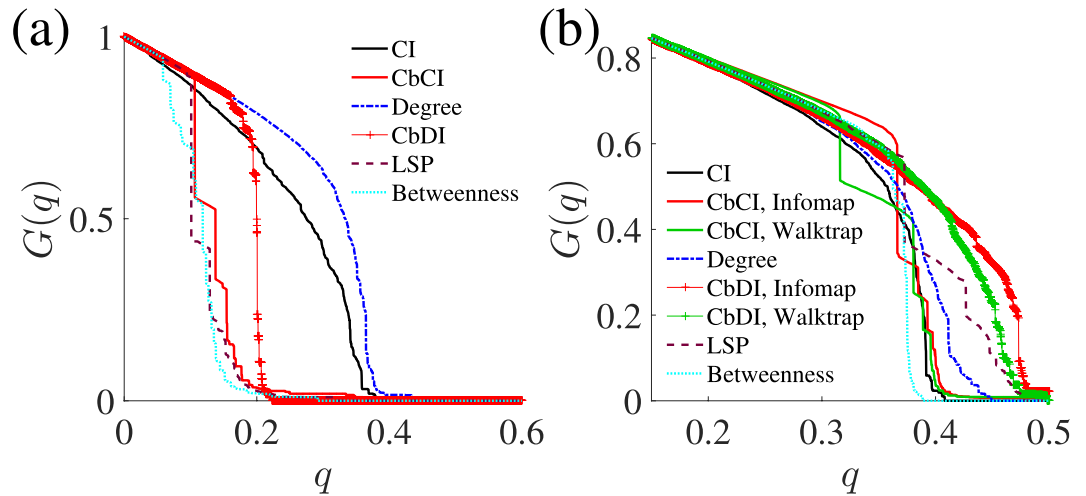 (a)
1
0.5
0
G(q)
CI
CbCI
Degree
CbDI
LSP
Betweenness
0 0.2 0.4 0.6
q
(b)
0.8
0.6
0.4
0.2
0
G(q)
CI
CbCI, Infomap
CbCI, Walktrap
Degree
CbDI, Infomap
CbDI, Walktrap
LSP
Betweenness
0.2 0.3 0.4 0.5
q